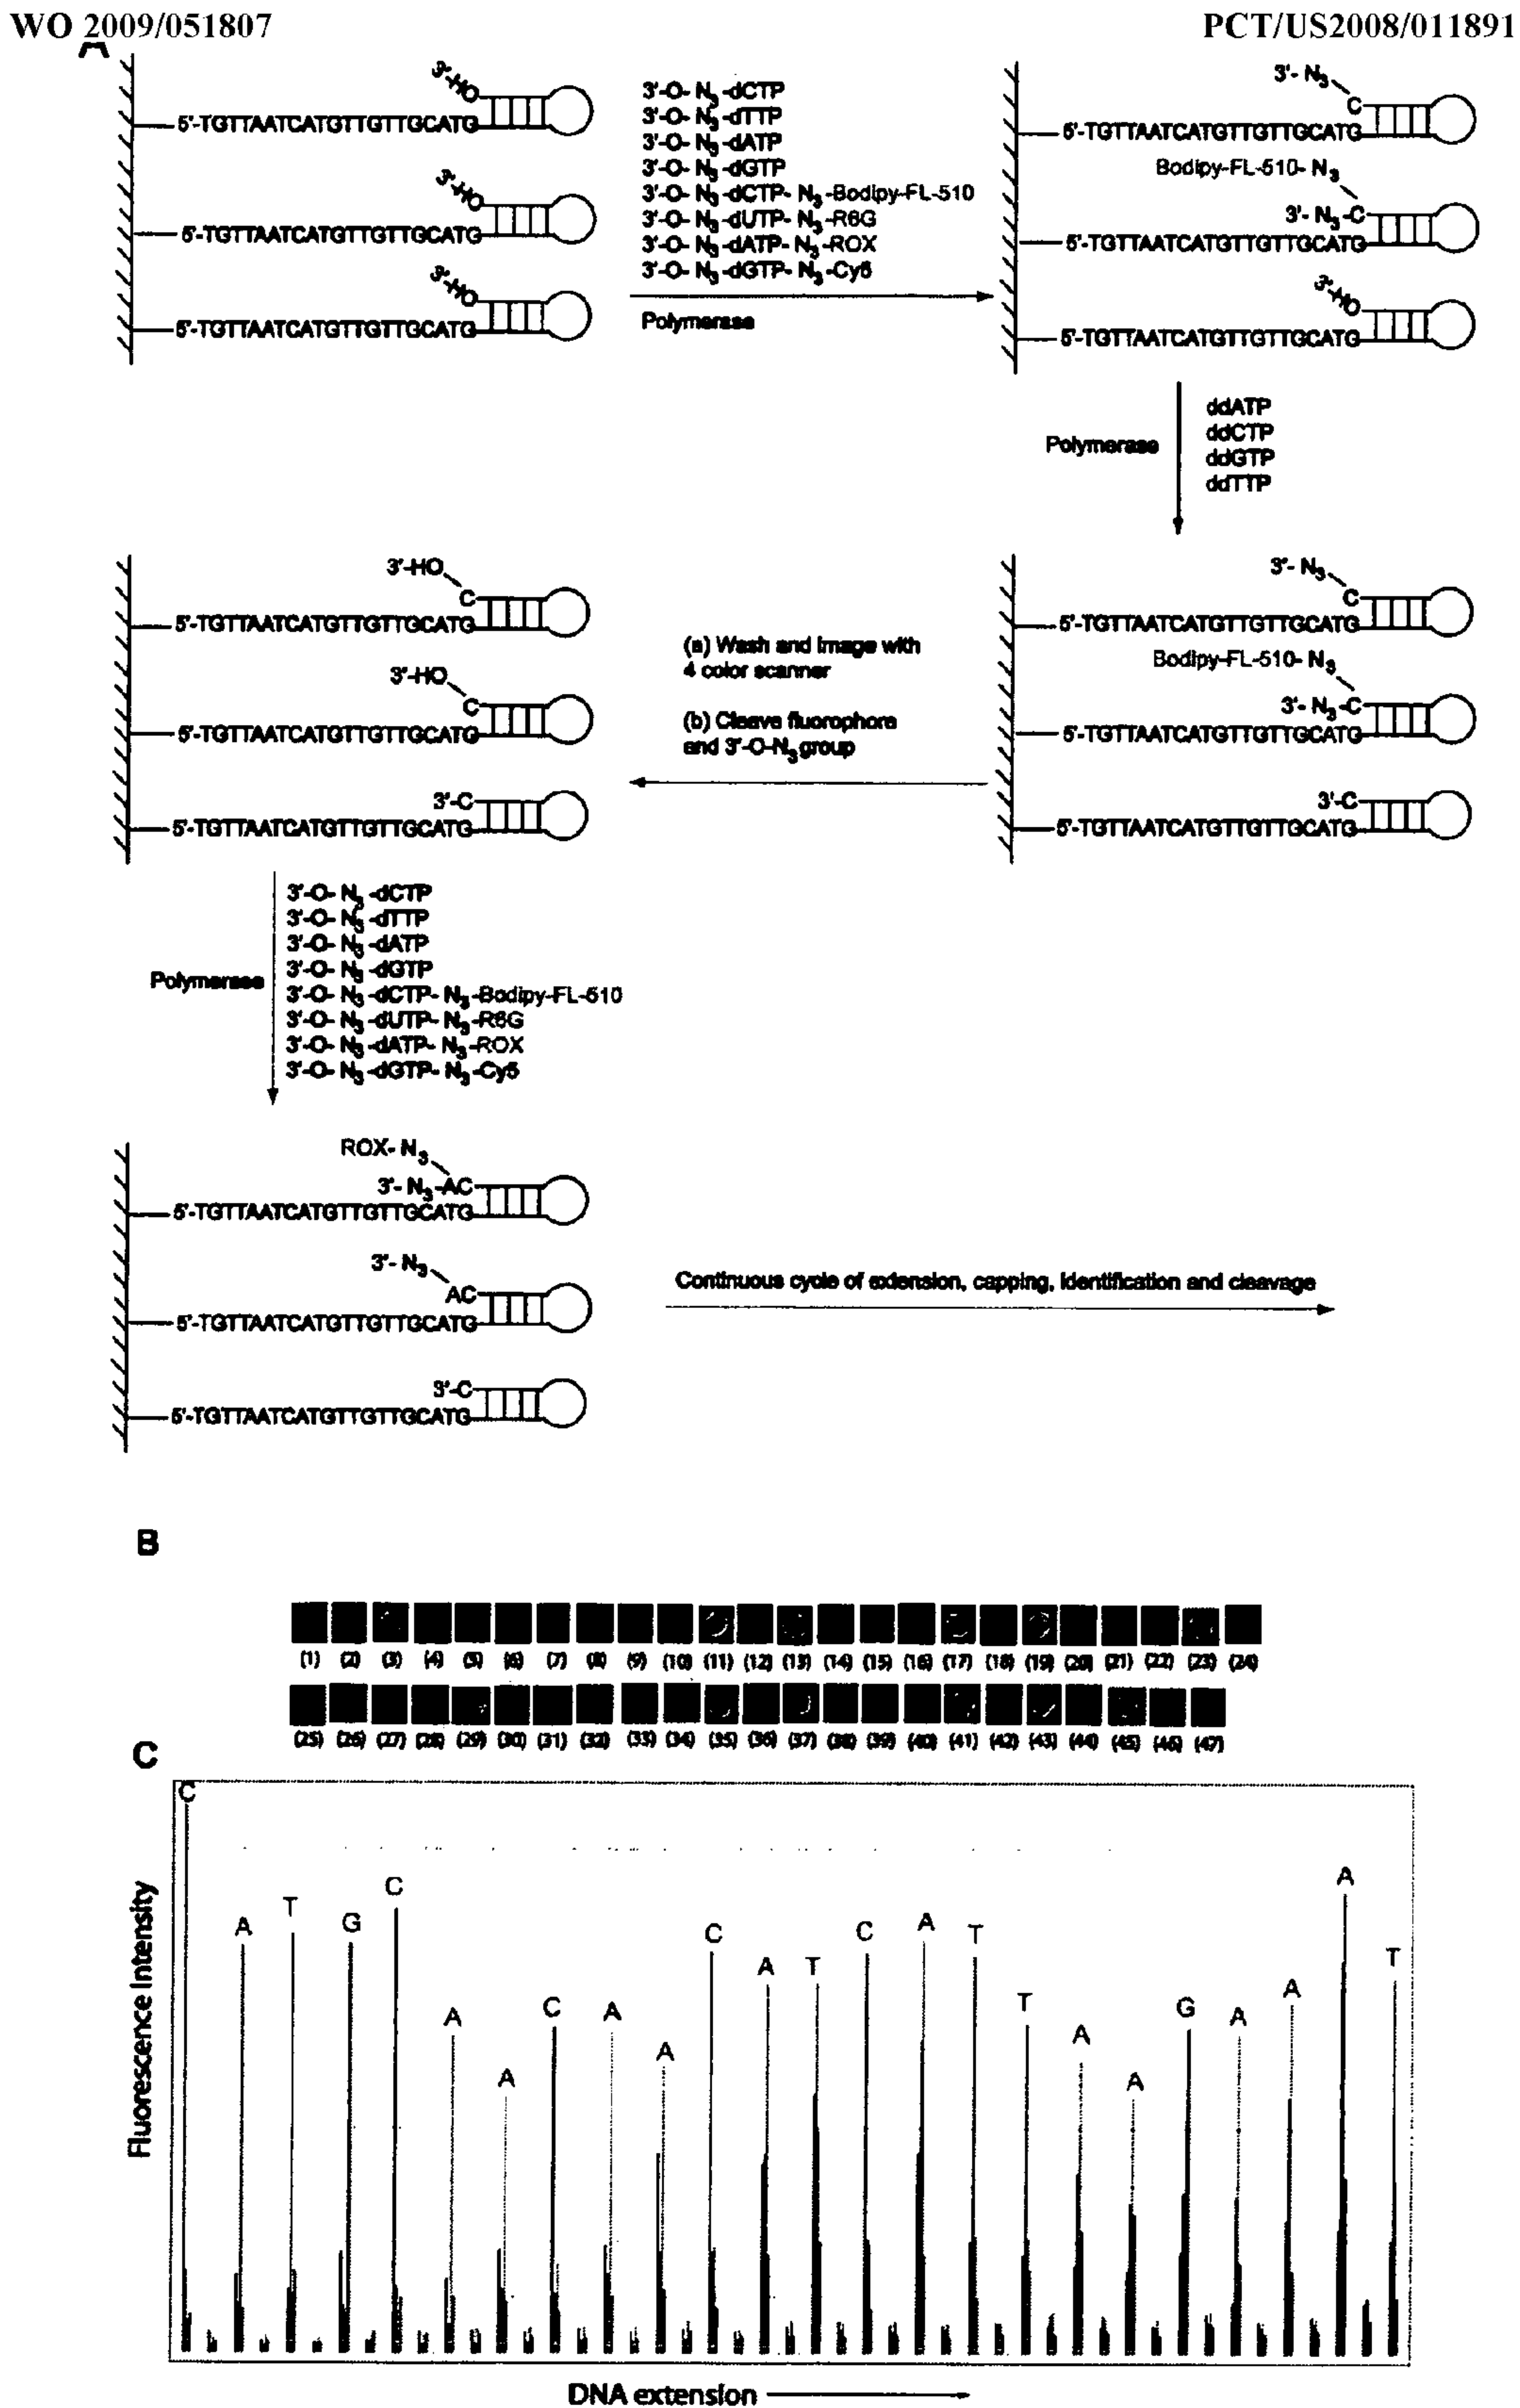 WO 2009/051807
PCT/US2008/011891
A
3'-HO
5'-TGTTAATCATGTTGTTGCATG
3'-HO
5'-TGTTAATCATGTTGTTGCATG
3'-HO
5'-TGTTAATCATGTTGTTGCATG
3'-O- N3 -dCTP
3'-O- N3 -dTTP
3'-O- N3 -dATP
3'-O- N3 -dGTP
3'-O- N3 -dCTP- N3 -Bodipy-FL-510
3'-O- N3 -dUTP- N3 -R6G
3'-O- N3 -dATP- N3 -ROX
3'-O- N3 -dGTP- N3 -Cy5
Polymerase
3'- N3
C
5'-TGTTAATCATGTTGTTGCATG
Bodipy-FL-510- N3
3'- N3 -C
5'-TGTTAATCATGTTGTTGCATG
3'-HO
5'-TGTTAATCATGTTGTTGCATG
Polymerase
ddATP
ddCTP
ddGTP
ddTTP
3'- N3
C
5'-TGTTAATCATGTTGTTGCATG
Bodipy-FL-510- N3
3'- N3 -C
5'-TGTTAATCATGTTGTTGCATG
3'-C
5'-TGTTAATCATGTTGTTGCATG
(a) Wash and image with
4 color scanner
(b) Cleave fluorophore
and 3'-O-N3 group
3'-HO
C
5'-TGTTAATCATGTTGTTGCATG
3'-HO
C
5'-TGTTAATCATGTTGTTGCATG
3'-C
5'-TGTTAATCATGTTGTTGCATG
Polymerase
3'-O- N3 -dCTP
3'-O- N3 -dTTP
3'-O- N3 -dATP
3'-O- N3 -dGTP
3'-O- N3 -dCTP- N3 -Bodipy-FL-510
3'-O- N3 -dUTP- N3 -R6G
3'-O- N3 -dATP- N3 -ROX
3'-O- N3 -dGTP- N3 -Cy5
ROX- N3
3'- N3 -AC
5'-TGTTAATCATGTTGTTGCATG
3'- N3
AC
5'-TGTTAATCATGTTGTTGCATG
3'-C
5'-TGTTAATCATGTTGTTGCATG
Continuous cycle of extension, capping, identification and cleavage
B
(1) (2) (3) (4) (5) (6) (7) (8) (9) (10) (11) (12) (13) (14) (15) (16) (17) (18) (19) (20) (21) (22) (23) (24)
(25) (26) (27) (28) (29) (30) (31) (32) (33) (34) (35) (36) (37) (38) (39) (40) (41) (42) (43) (44) (45) (46) (47)
C
Fluorescence Intensity
C A T G C A A C A A C A T C A T T A A G A A A T
DNA extension